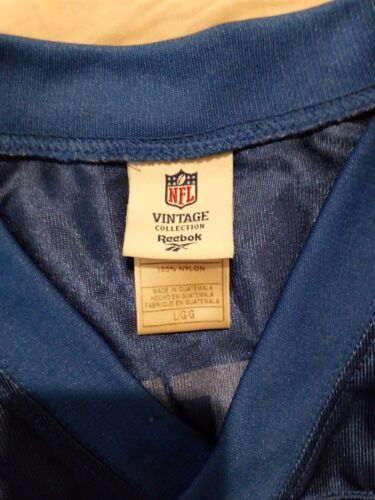 NFL
VINTAGE
COLLECTION
Reebok
100% NYLON
MADE IN GUATEMALA
HECHO EN GUATEMALA
FABRIQUE EN GUATEMALA
L/G/G